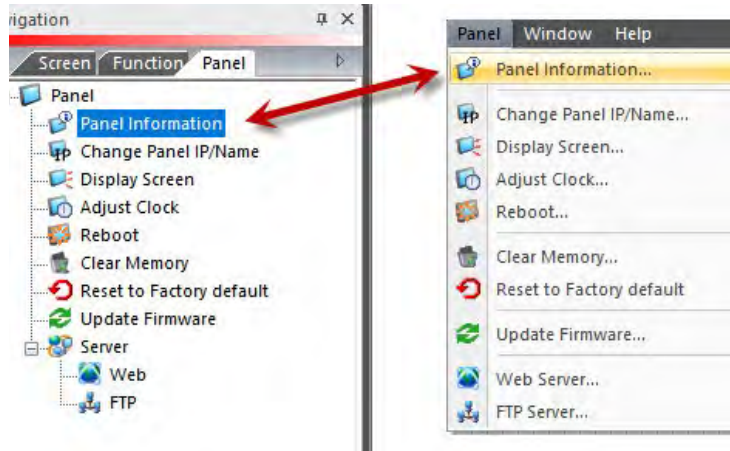 vigation
Screen Function Panel
Panel
Panel Information
Change Panel IP/Name
Display Screen
Adjust Clock
Reboot
Clear Memory
Reset to Factory default
Update Firmware
Server
Web
FTP
Panel Window Help
Panel Information...
Change Panel IP/Name...
Display Screen...
Adjust Clock...
Reboot...
Clear Memory...
Reset to Factory default
Update Firmware...
Web Server...
FTP Server...